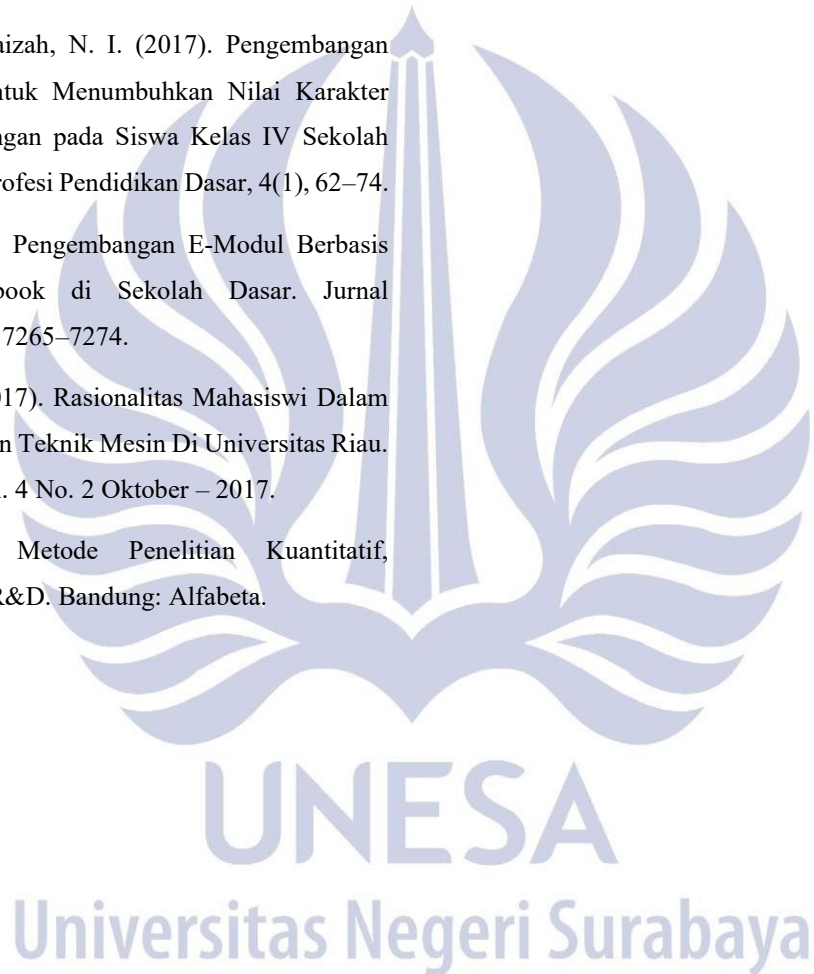 aizah, N. I. (2017). Pengembangan
ntuk Menumbuhkan Nilai Karakter
ngan pada Siswa Kelas IV Sekolah
rofesi Pendidikan Dasar, 4(1), 62–74.
Pengembangan E-Modul Berbasis
book di Sekolah Dasar. Jurnal
7265–7274.
017). Rasionalitas Mahasiswi Dalam
n Teknik Mesin Di Universitas Riau.
. 4 No. 2 Oktober – 2017.
Metode Penelitian Kuantitatif,
R&D. Bandung: Alfabeta.
UNESA
Universitas Negeri Surabaya